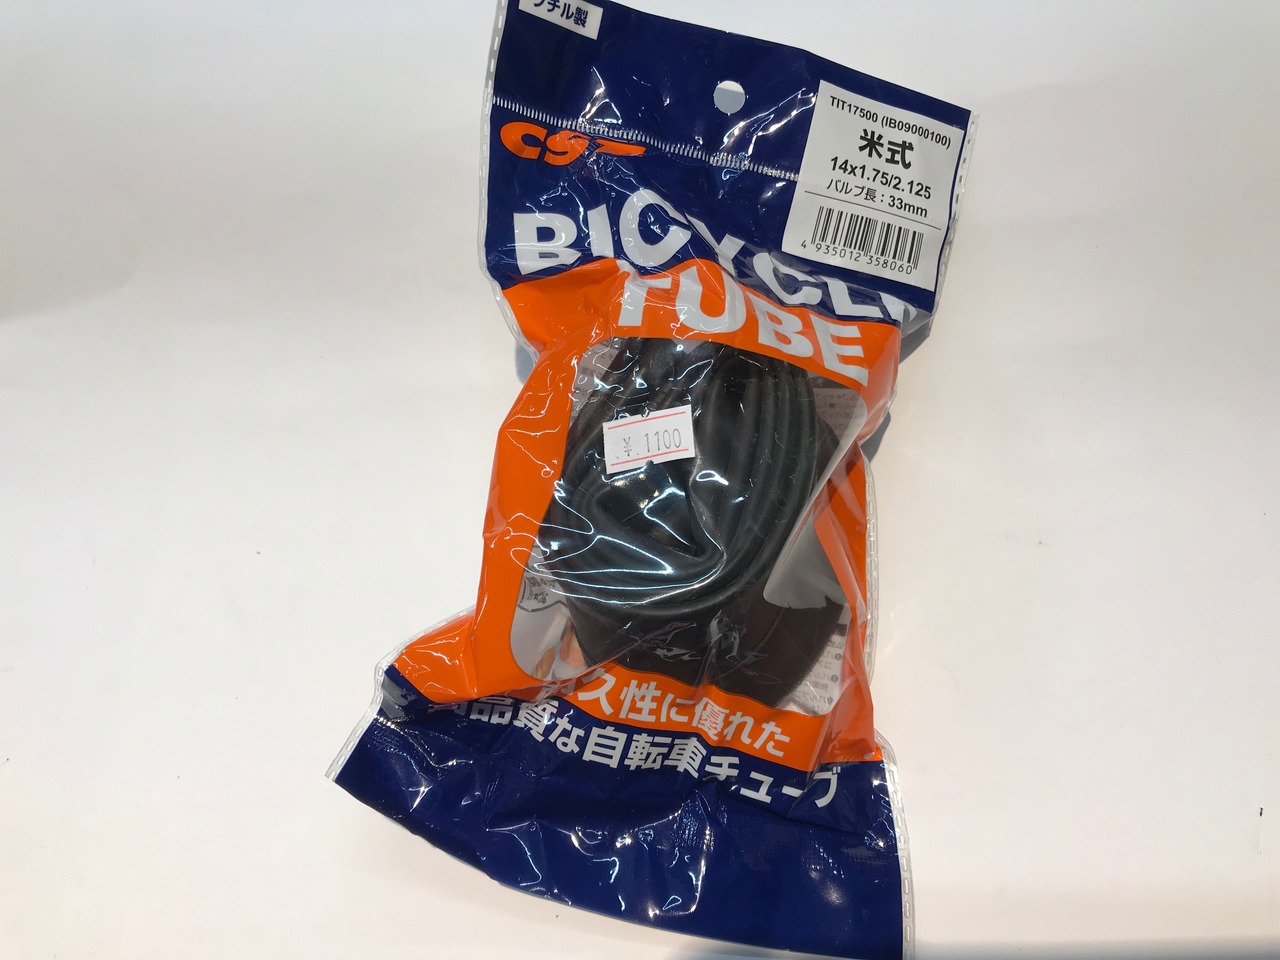 ブチル製
CST
TIT17500 (IB09000100)
米式
14x1.75/2.125
バルブ長：33mm
4 935012 358060
BICYCLE
TUBE
¥ 1100
久性に優れた
品質な自転車チューブ